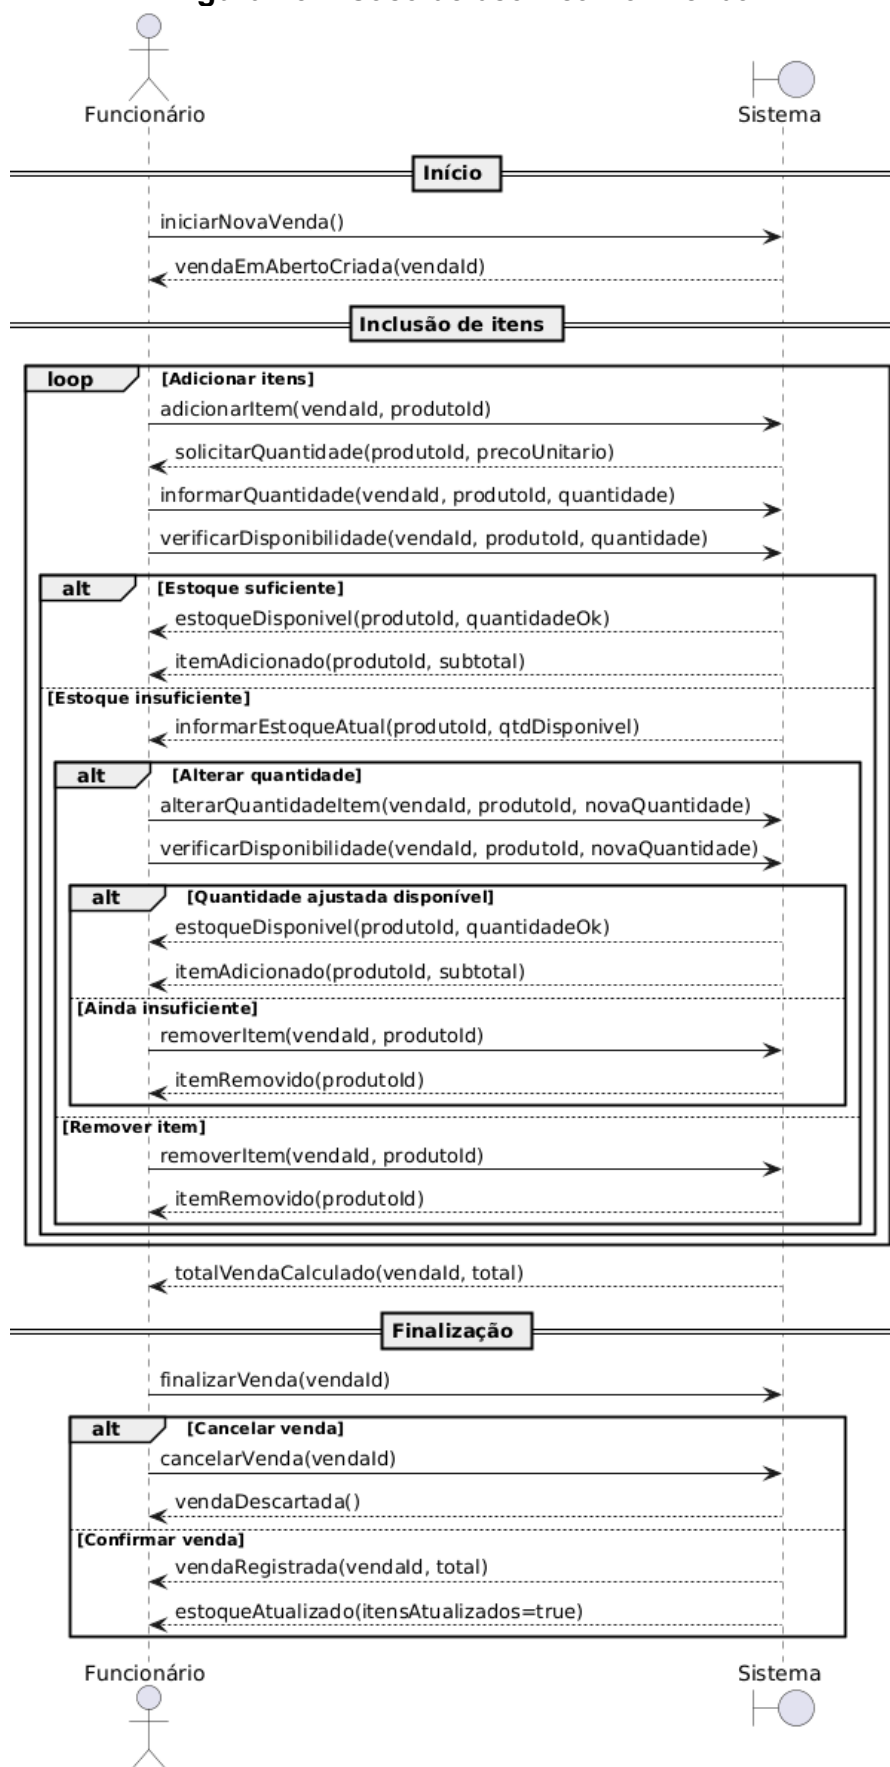 Funcionário
Sistema
Início
iniciarNovaVenda()
vendaEmAbertoCriada(vendaId)
Inclusão de itens
loop [Adicionar itens]
adicionarItem(vendaId, produtoId)
solicitarQuantidade(produtoId, precoUnitario)
informarQuantidade(vendaId, produtoId, quantidade)
verificarDisponibilidade(vendaId, produtoId, quantidade)
alt [Estoque suficiente]
estoqueDisponivel(produtoId, quantidadeOk)
itemAdicionado(produtoId, subtotal)
[Estoque insuficiente]
informarEstoqueAtual(produtoId, qtdDisponivel)
alt [Alterar quantidade]
alterarQuantidadeItem(vendaId, produtoId, novaQuantidade)
verificarDisponibilidade(vendaId, produtoId, novaQuantidade)
alt [Quantidade ajustada disponível]
estoqueDisponivel(produtoId, quantidadeOk)
itemAdicionado(produtoId, subtotal)
[Ainda insuficiente]
removerItem(vendaId, produtoId)
itemRemovido(produtoId)
[Remover item]
removerItem(vendaId, produtoId)
itemRemovido(produtoId)
totalVendaCalculado(vendaId, total)
Finalização
finalizarVenda(vendaId)
alt [Cancelar venda]
cancelarVenda(vendaId)
vendaDescartada()
[Confirmar venda]
vendaRegistrada(vendaId, total)
estoqueAtualizado(itensAtualizados=true)
Funcionário
Sistema